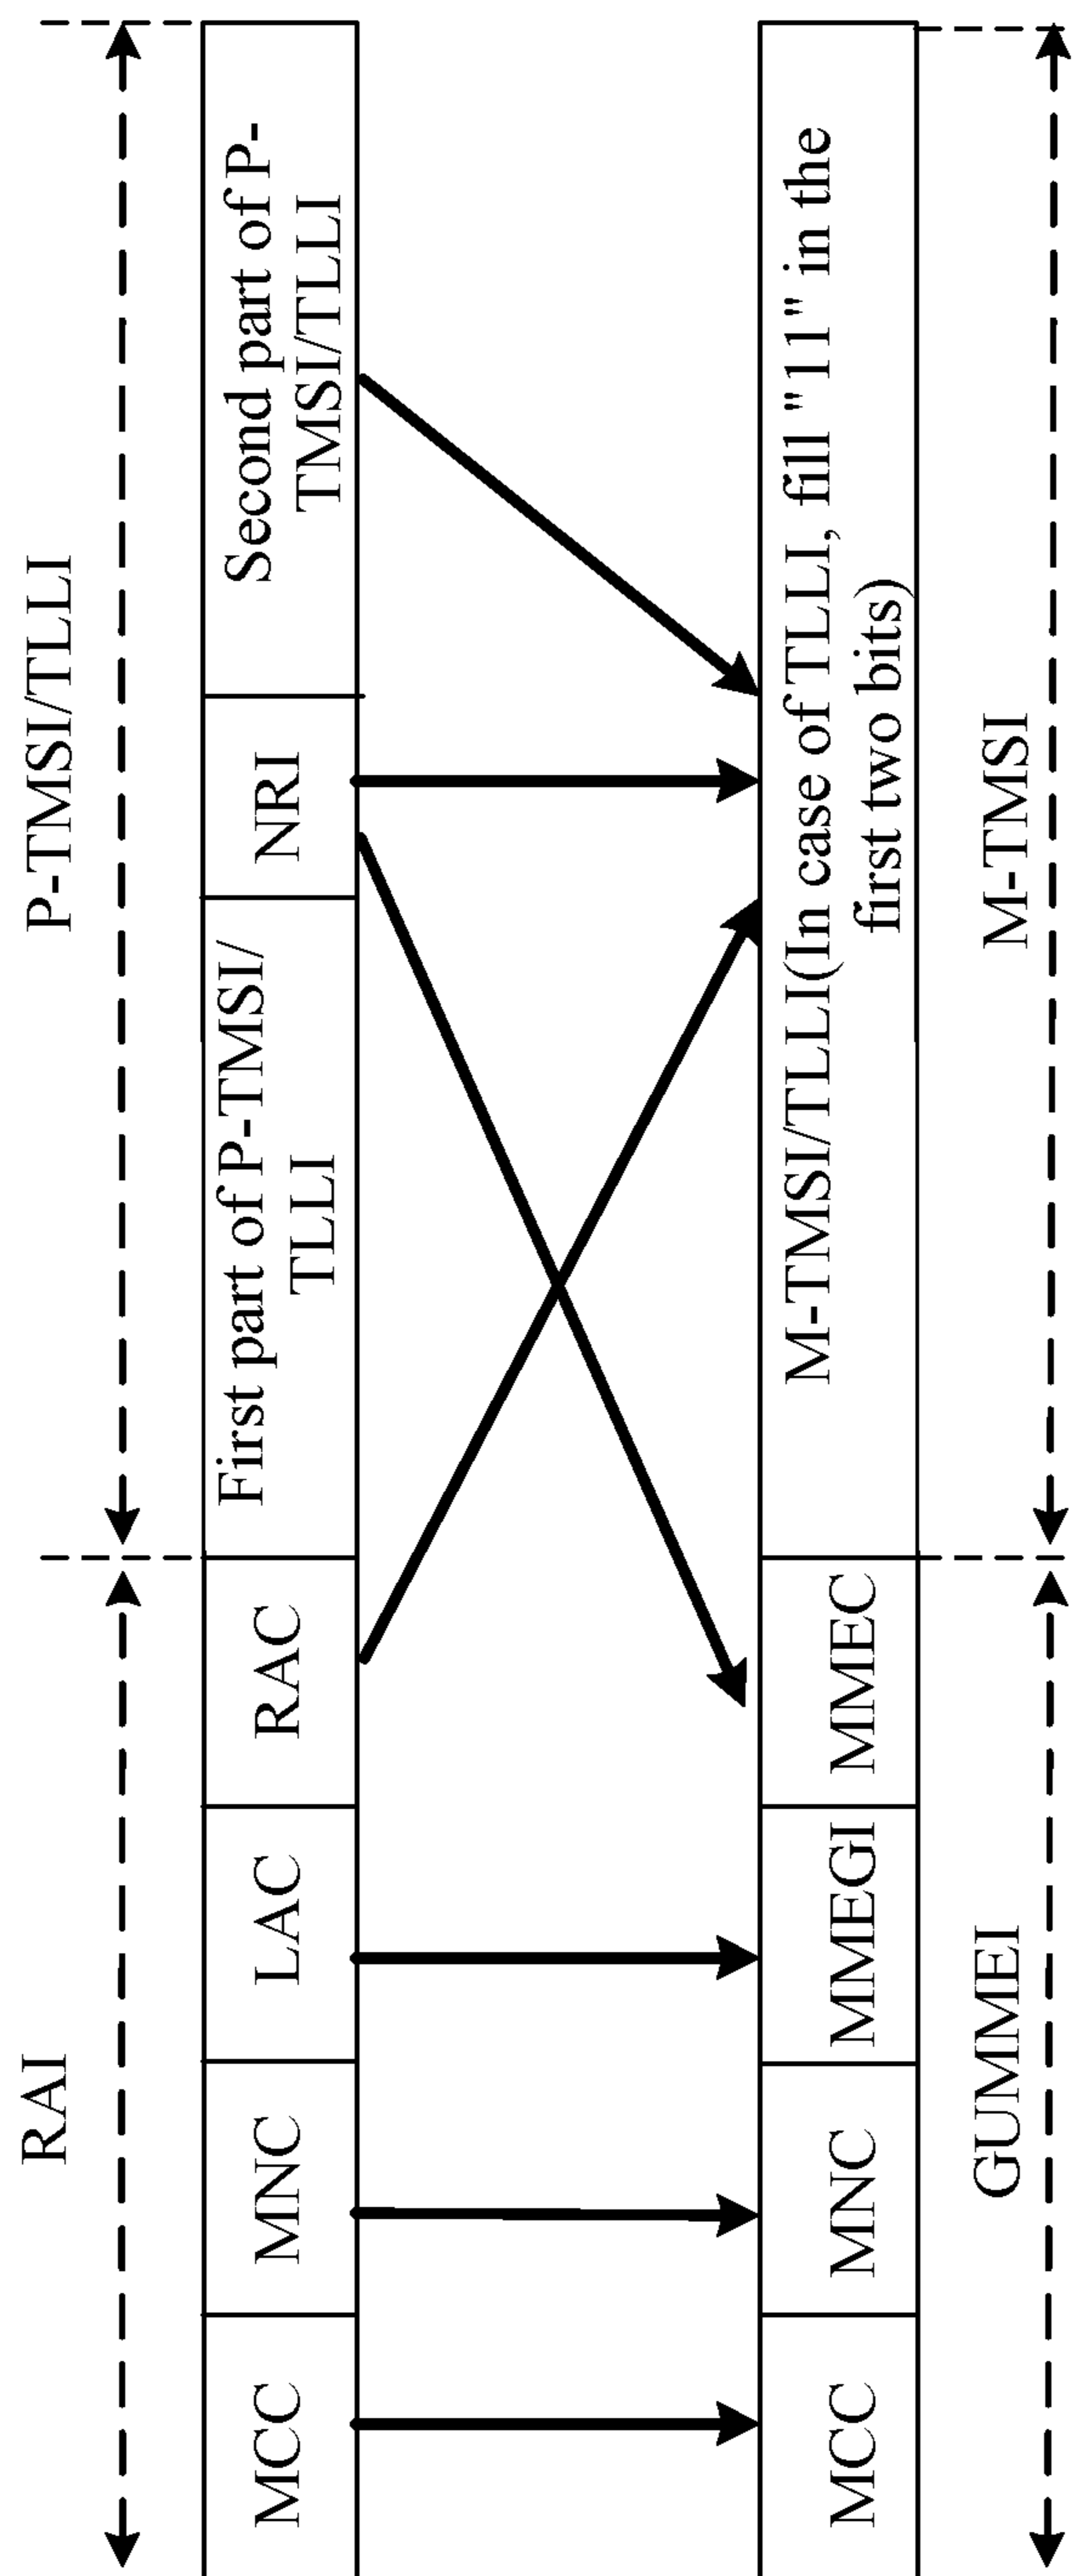 RAI
P-TMSI/TLLI
MCC
MNC
LAC
RAC
First part of P-TMSI/
TLLI
NRI
Second part of P-
TMSI/TLLI
MCC
MNC
MMEGI
MMEC
M-TMSI/TLLI(In case of TLLI, fill "11" in the
first two bits)
GUMMEI
M-TMSI